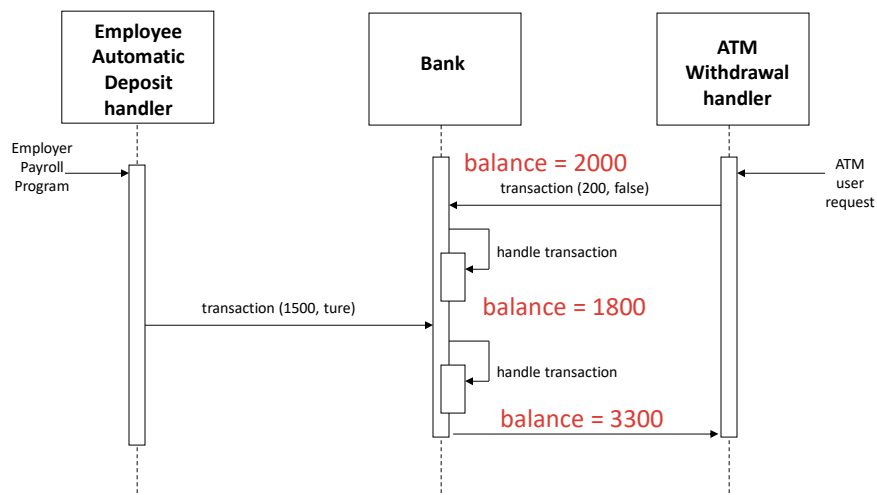 Employee
Automatic
Deposit
handler
Bank
ATM
Withdrawal
handler
Employer
Payroll
Program
balance = 2000
ATM
user
request
transaction (200, false)
handle transaction
transaction (1500, ture)
balance = 1800
handle transaction
balance = 3300